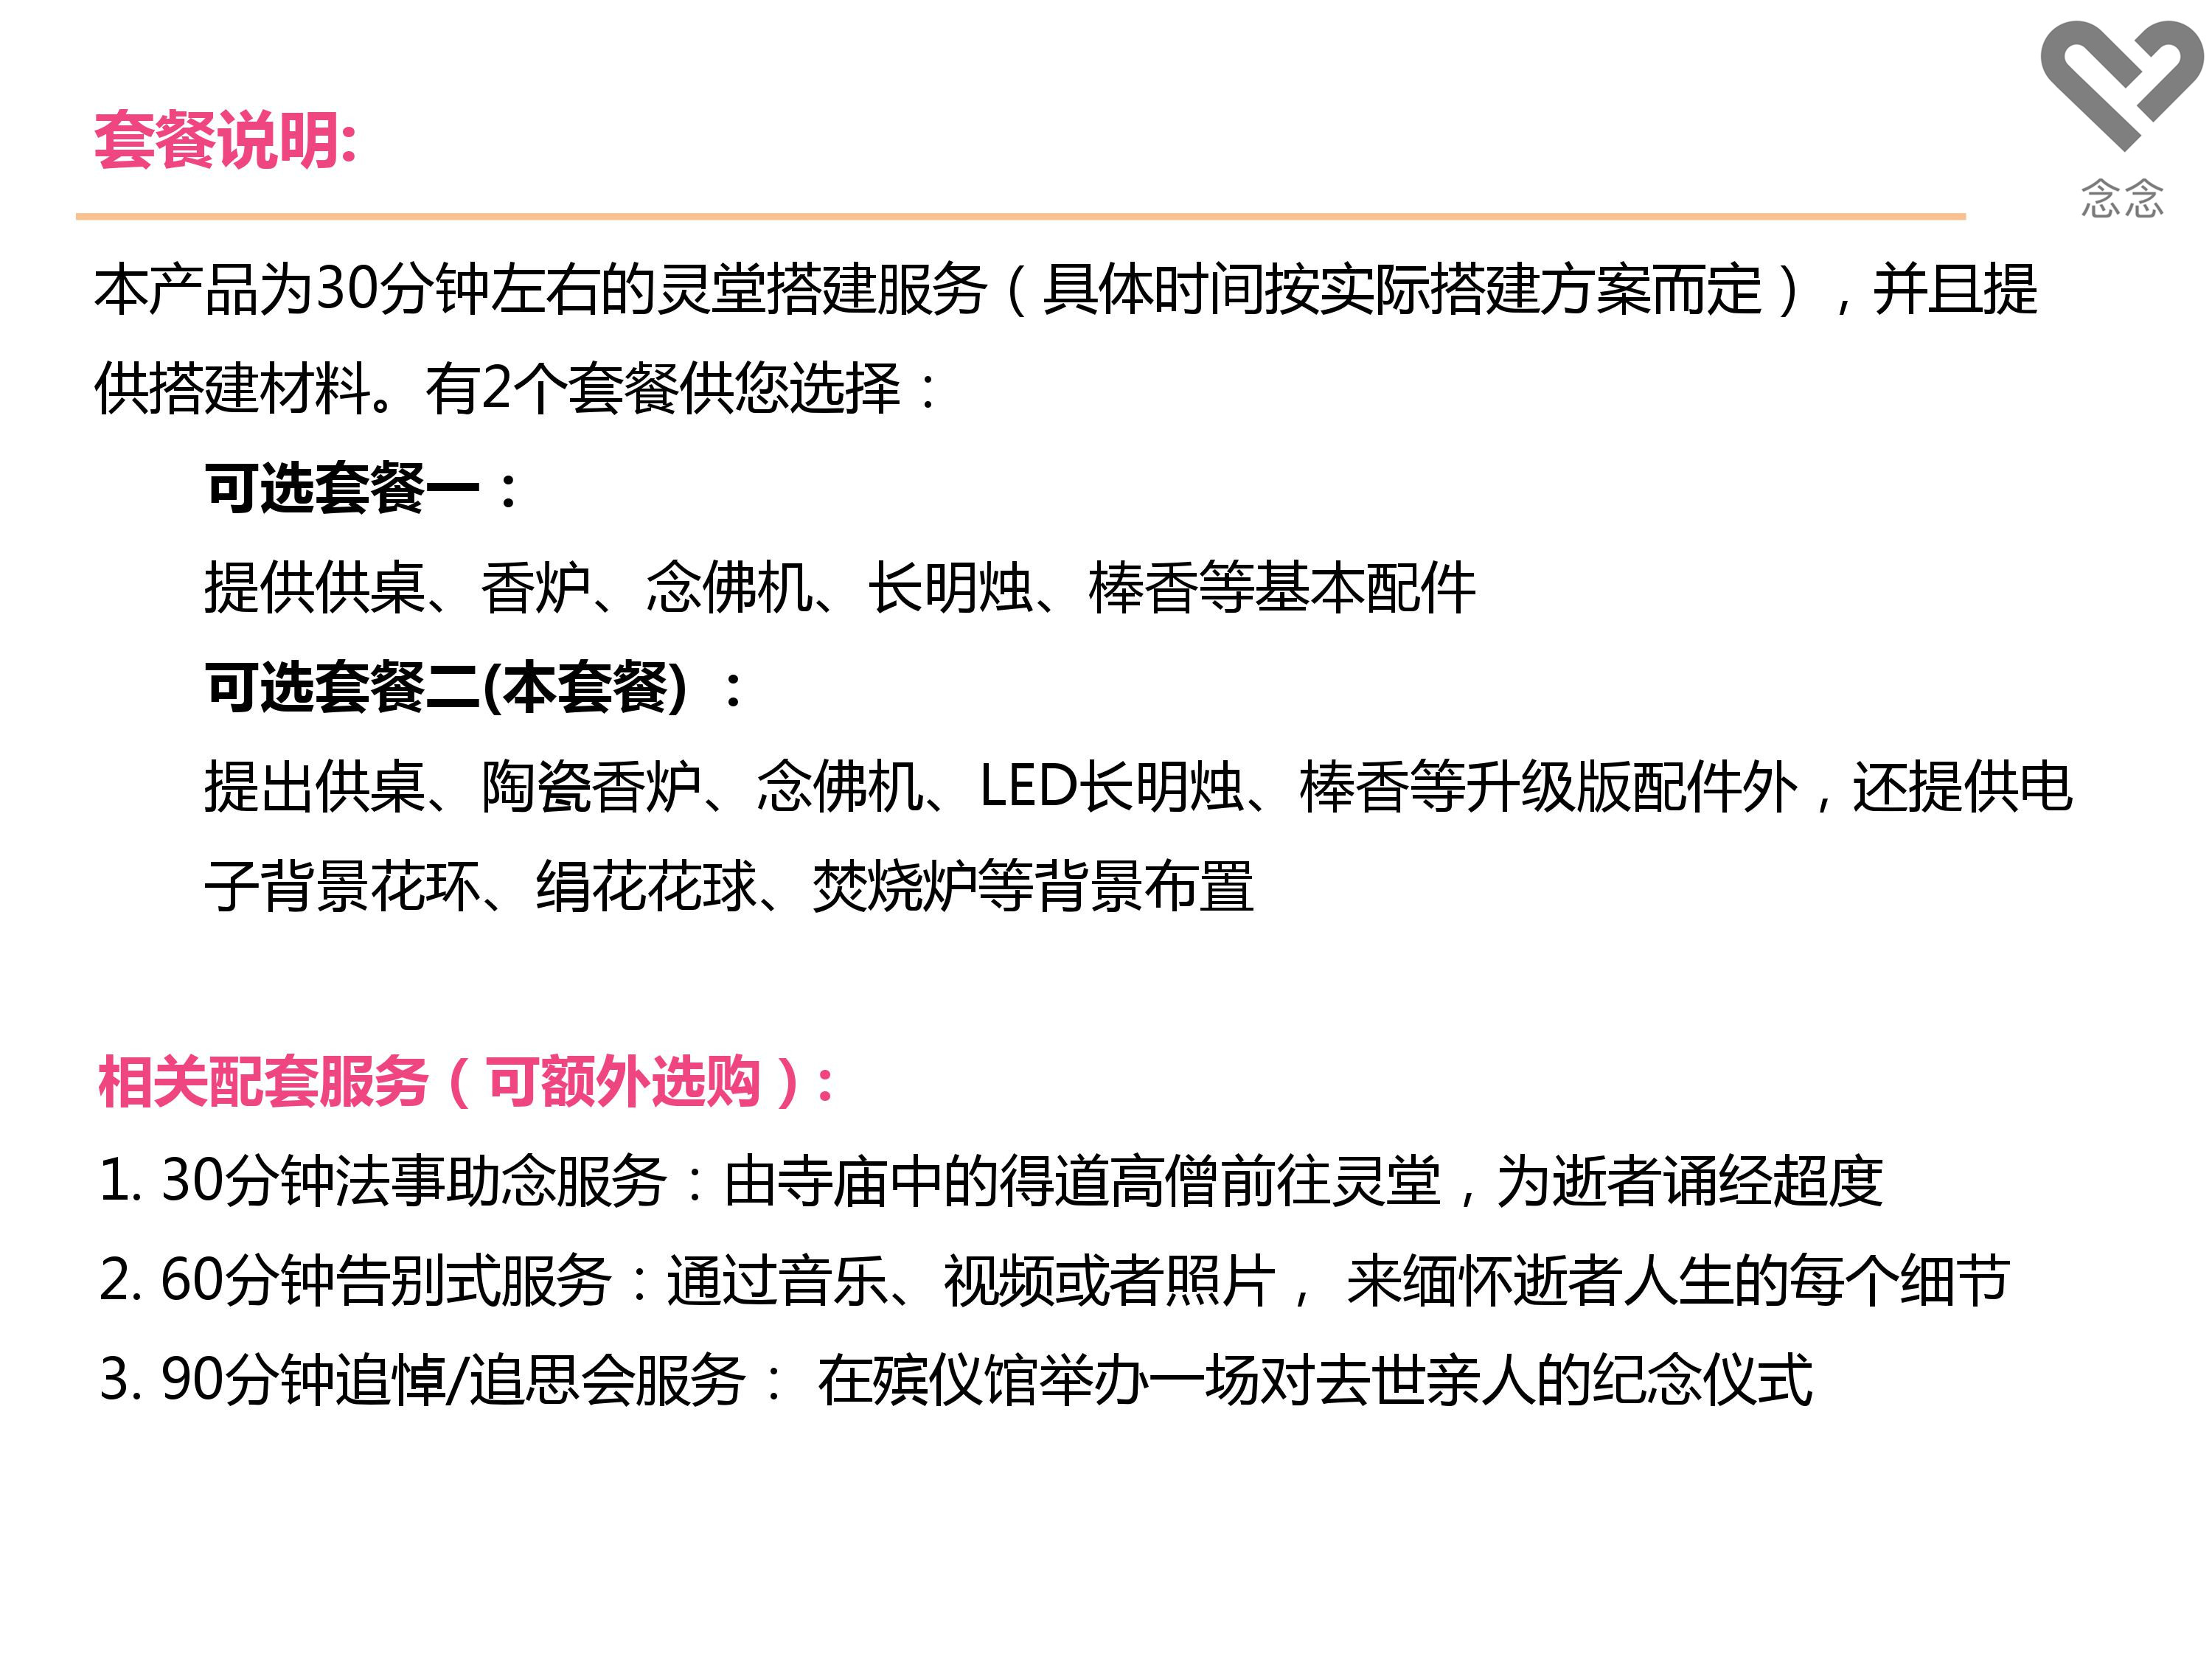 念念
套餐说明:
本产品为30分钟左右的灵堂搭建服务（具体时间按实际搭建方案而定），并且提
供搭建材料。有2个套餐供您选择：
可选套餐一：
提供供桌、香炉、念佛机、长明烛、棒香等基本配件
可选套餐二(本套餐)：
提出供桌、陶瓷香炉、念佛机、LED长明烛、棒香等升级版配件外，还提供电
子背景花环、绢花花球、焚烧炉等背景布置
相关配套服务（可额外选购）:
1. 30分钟法事助念服务：由寺庙中的得道高僧前往灵堂，为逝者诵经超度
2. 60分钟告别式服务：通过音乐、视频或者照片， 来缅怀逝者人生的每个细节
3. 90分钟追悼/追思会服务： 在殡仪馆举办一场对去世亲人的纪念仪式